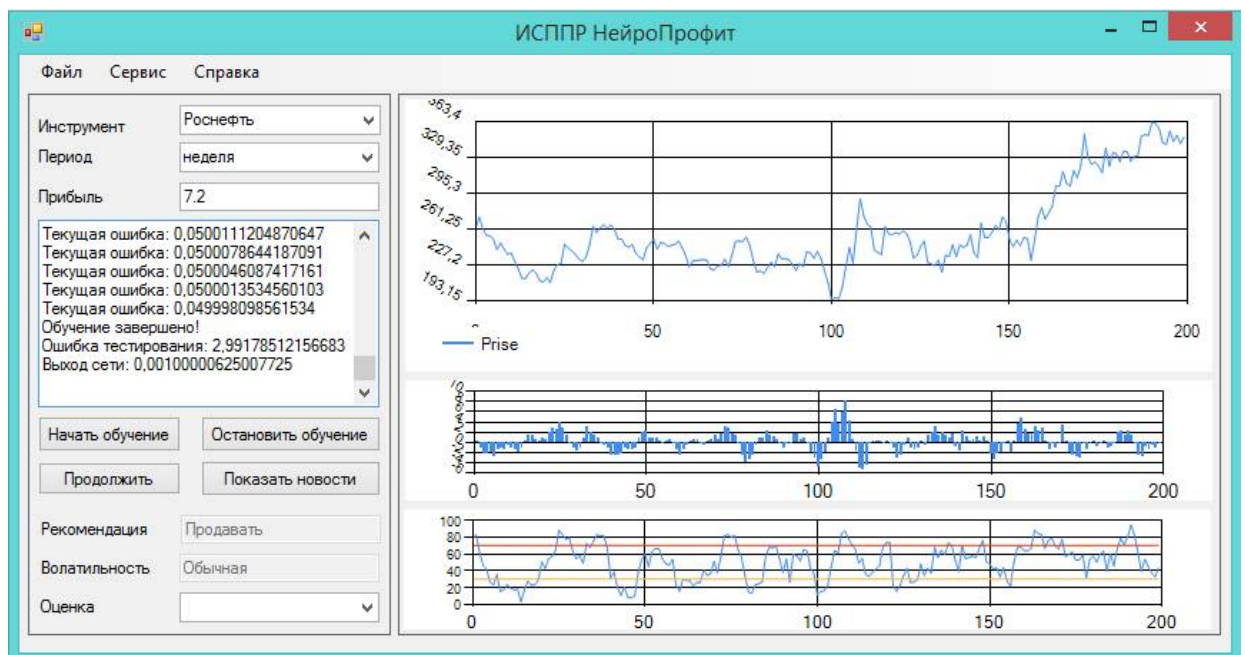 ИСППР НейроПрофит
Файл Сервис Справка
Инструмент Роснефть
Период неделя
Прибыль 7.2
Текущая ошибка: 0,0500111204870647
Текущая ошибка: 0,0500078644187091
Текущая ошибка: 0,0500046087417161
Текущая ошибка: 0,0500013534560103
Текущая ошибка: 0,049998098561534
Обучение завершено!
Ошибка тестирования: 2,99178512156683
Выход сети: 0,00100000625007725
Начать обучение Остановить обучение
Продолжить Показать новости
Рекомендация Продавать
Волатильность Обычная
Оценка
363,4
329,35
295,3
261,25
227,2
193,15
50 100 150 200
Prise
0 50 100 150 200
100
80
60
40
20
0
0 50 100 150 200